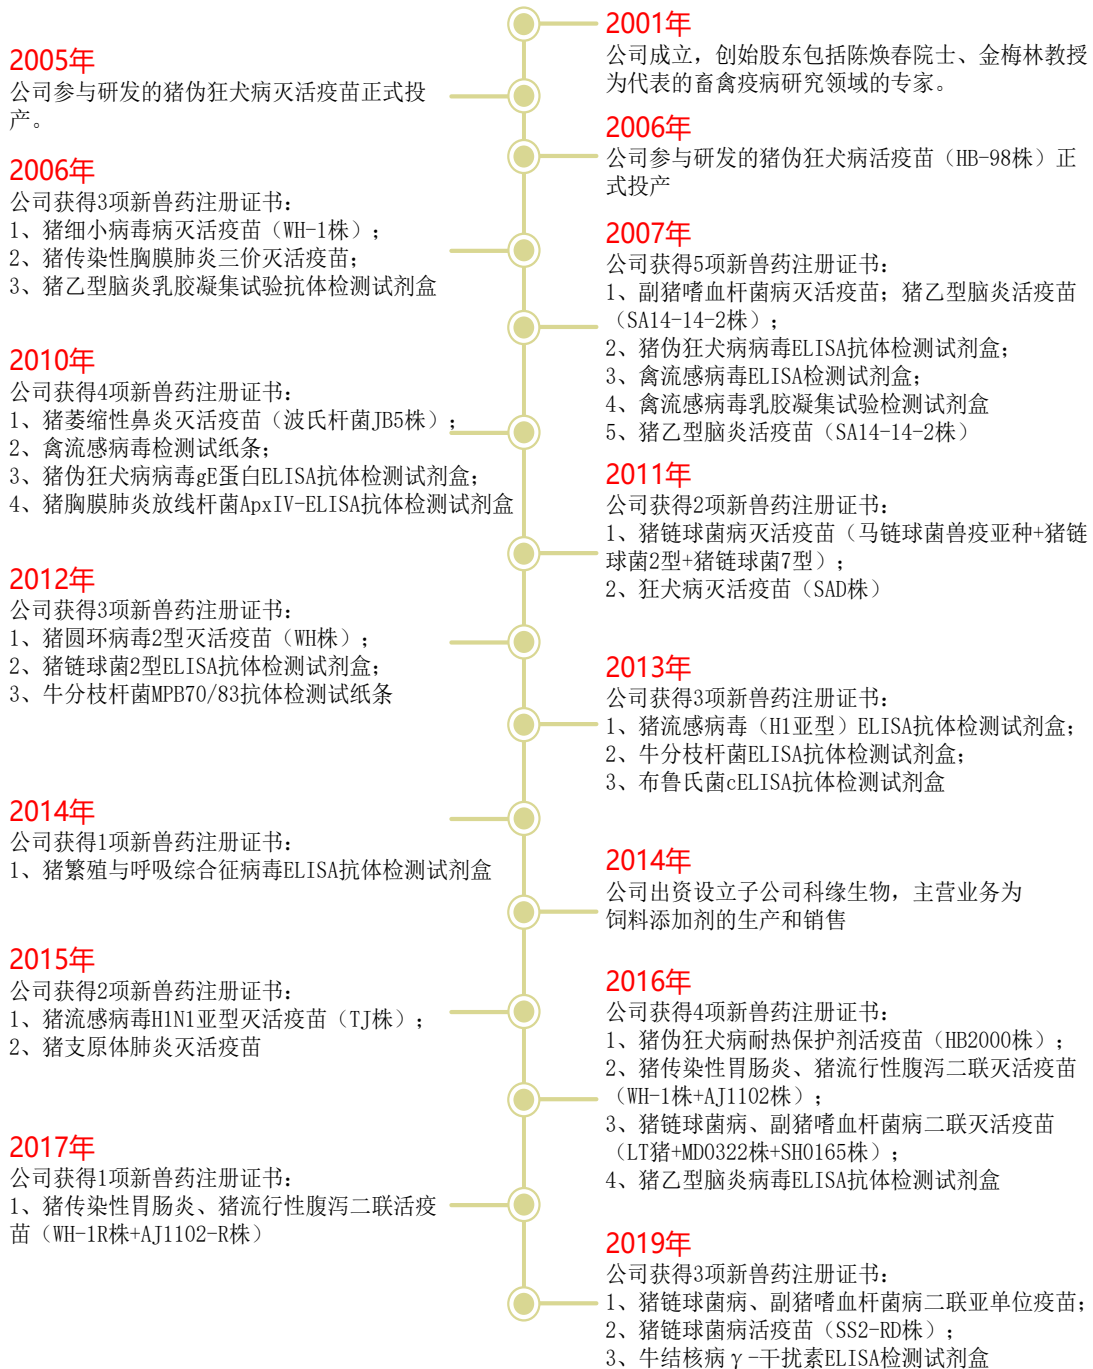 2001年
公司成立，创始股东包括陈焕春院士、金梅林教授
为代表的畜禽疫病研究领域的专家。
2005年
公司参与研发的猪伪狂犬病灭活疫苗正式投
产。
2006年
公司参与研发的猪伪狂犬病活疫苗（HB-98株）正
式投产
2006年
公司获得3项新兽药注册证书：
1、猪细小病毒病灭活疫苗（WH-1株）；
2、猪传染性胸膜肺炎三价灭活疫苗；
3、猪乙型脑炎乳胶凝集试验抗体检测试剂盒
2007年
公司获得5项新兽药注册证书：
1、副猪嗜血杆菌病灭活疫苗；猪乙型脑炎活疫苗
（SA14-14-2株）；
2、猪伪狂犬病病毒ELISA抗体检测试剂盒；
3、禽流感病毒ELISA检测试剂盒；
4、禽流感病毒乳胶凝集试验检测试剂盒
5、猪乙型脑炎活疫苗（SA14-14-2株）
2010年
公司获得4项新兽药注册证书：
1、猪萎缩性鼻炎灭活疫苗（波氏杆菌JB5株）；
2、禽流感病毒检测试纸条；
3、猪伪狂犬病病毒gE蛋白ELISA抗体检测试剂盒；
4、猪胸膜肺炎放线杆菌ApxIV-ELISA抗体检测试剂盒
2011年
公司获得2项新兽药注册证书：
1、猪链球菌病灭活疫苗（马链球菌兽疫亚种+猪链
球菌2型+猪链球菌7型）；
2、狂犬病灭活疫苗（SAD株）
2012年
公司获得3项新兽药注册证书：
1、猪圆环病毒2型灭活疫苗（WH株）；
2、猪链球菌2型ELISA抗体检测试剂盒；
3、牛分枝杆菌MPB70/83抗体检测试纸条
2013年
公司获得3项新兽药注册证书：
1、猪流感病毒（H1亚型）ELISA抗体检测试剂盒；
2、牛分枝杆菌ELISA抗体检测试剂盒；
3、布鲁氏菌cELISA抗体检测试剂盒
2014年
公司获得1项新兽药注册证书：
1、猪繁殖与呼吸综合征病毒ELISA抗体检测试剂盒
2014年
公司出资设立子公司科缘生物，主营业务为
饲料添加剂的生产和销售
2015年
公司获得2项新兽药注册证书：
1、猪流感病毒H1N1亚型灭活疫苗（TJ株）；
2、猪支原体肺炎灭活疫苗
2016年
公司获得4项新兽药注册证书：
1、猪伪狂犬病耐热保护剂活疫苗（HB2000株）；
2、猪传染性胃肠炎、猪流行性腹泻二联灭活疫苗
（WH-1株+AJ1102株）；
3、猪链球菌病、副猪嗜血杆菌病二联灭活疫苗
（LT猪+MD0322株+SH0165株）；
4、猪乙型脑炎病毒ELISA抗体检测试剂盒
2017年
公司获得1项新兽药注册证书：
1、猪传染性胃肠炎、猪流行性腹泻二联活疫
苗（WH-1R株+AJ1102-R株）
2019年
公司获得3项新兽药注册证书：
1、猪链球菌病、副猪嗜血杆菌病二联亚单位疫苗；
2、猪链球菌病活疫苗（SS2-RD株）；
3、牛结核病γ-干扰素ELISA检测试剂盒